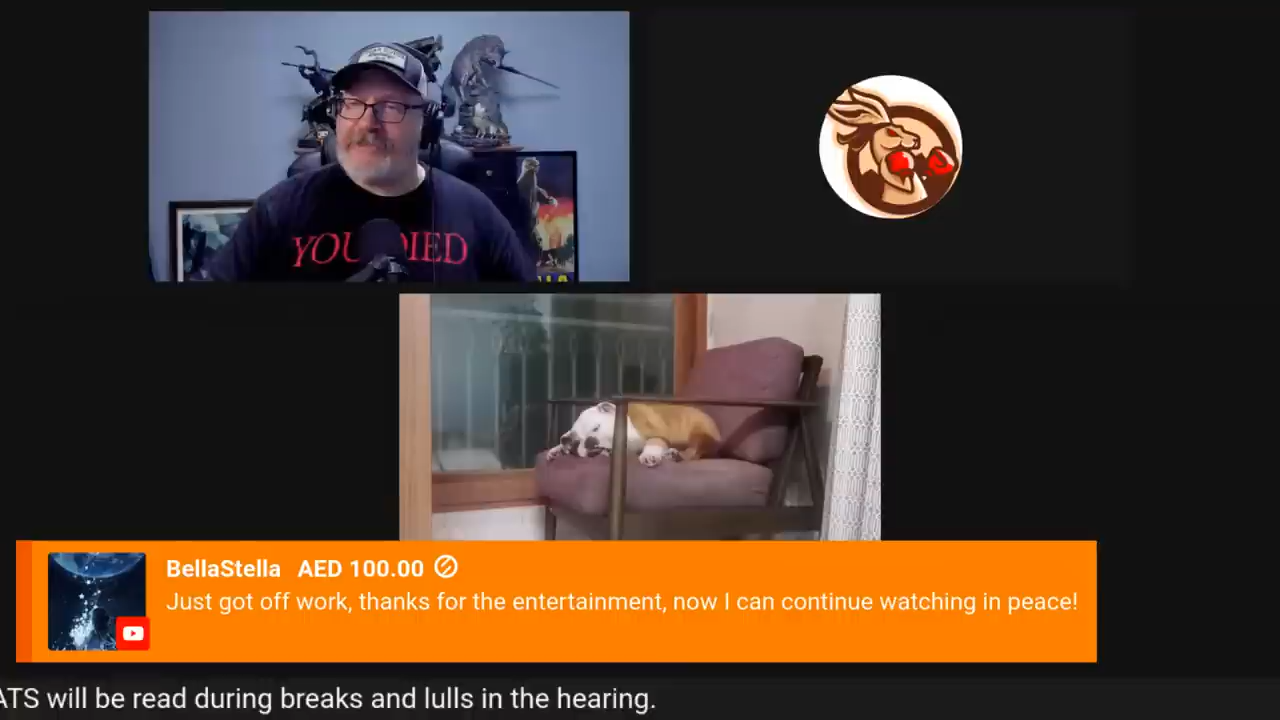 YOU DIED
BellaStella AED 100.00
Just got off work, thanks for the entertainment, now I can continue watching in peace!
ATS will be read during breaks and lulls in the hearing.